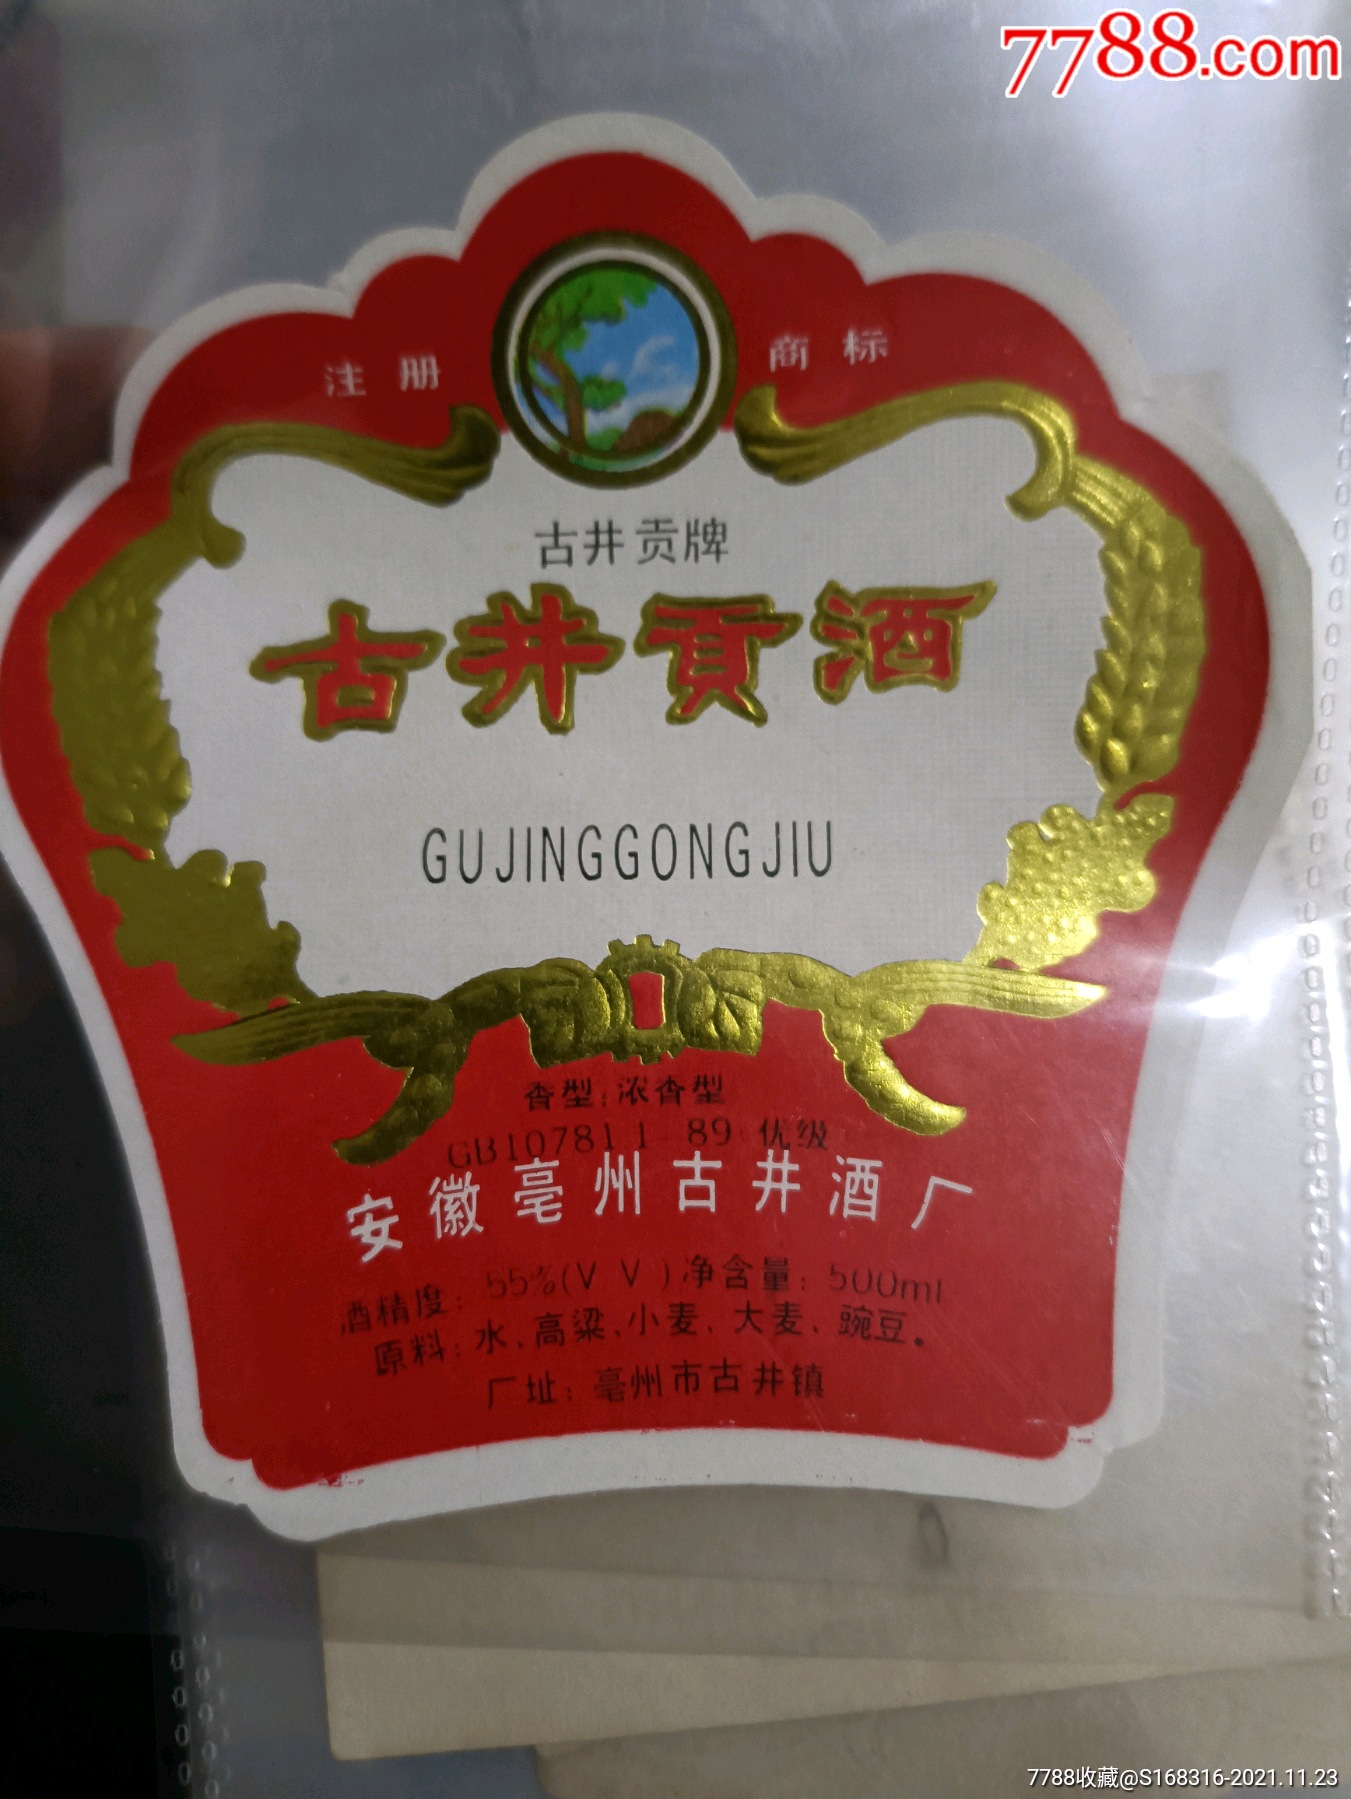 7788.com
注册 商标
古井贡牌
古井贡酒
GUJINGGONGJIU
香型:浓香型
GB10781.1 89 优级
安徽亳州古井酒厂
酒精度: 55%(V V) 净含量: 500ml
原料:水、高粱、小麦、大麦、豌豆。
厂址:亳州市古井镇
7788收藏@S168316-2021.11.23